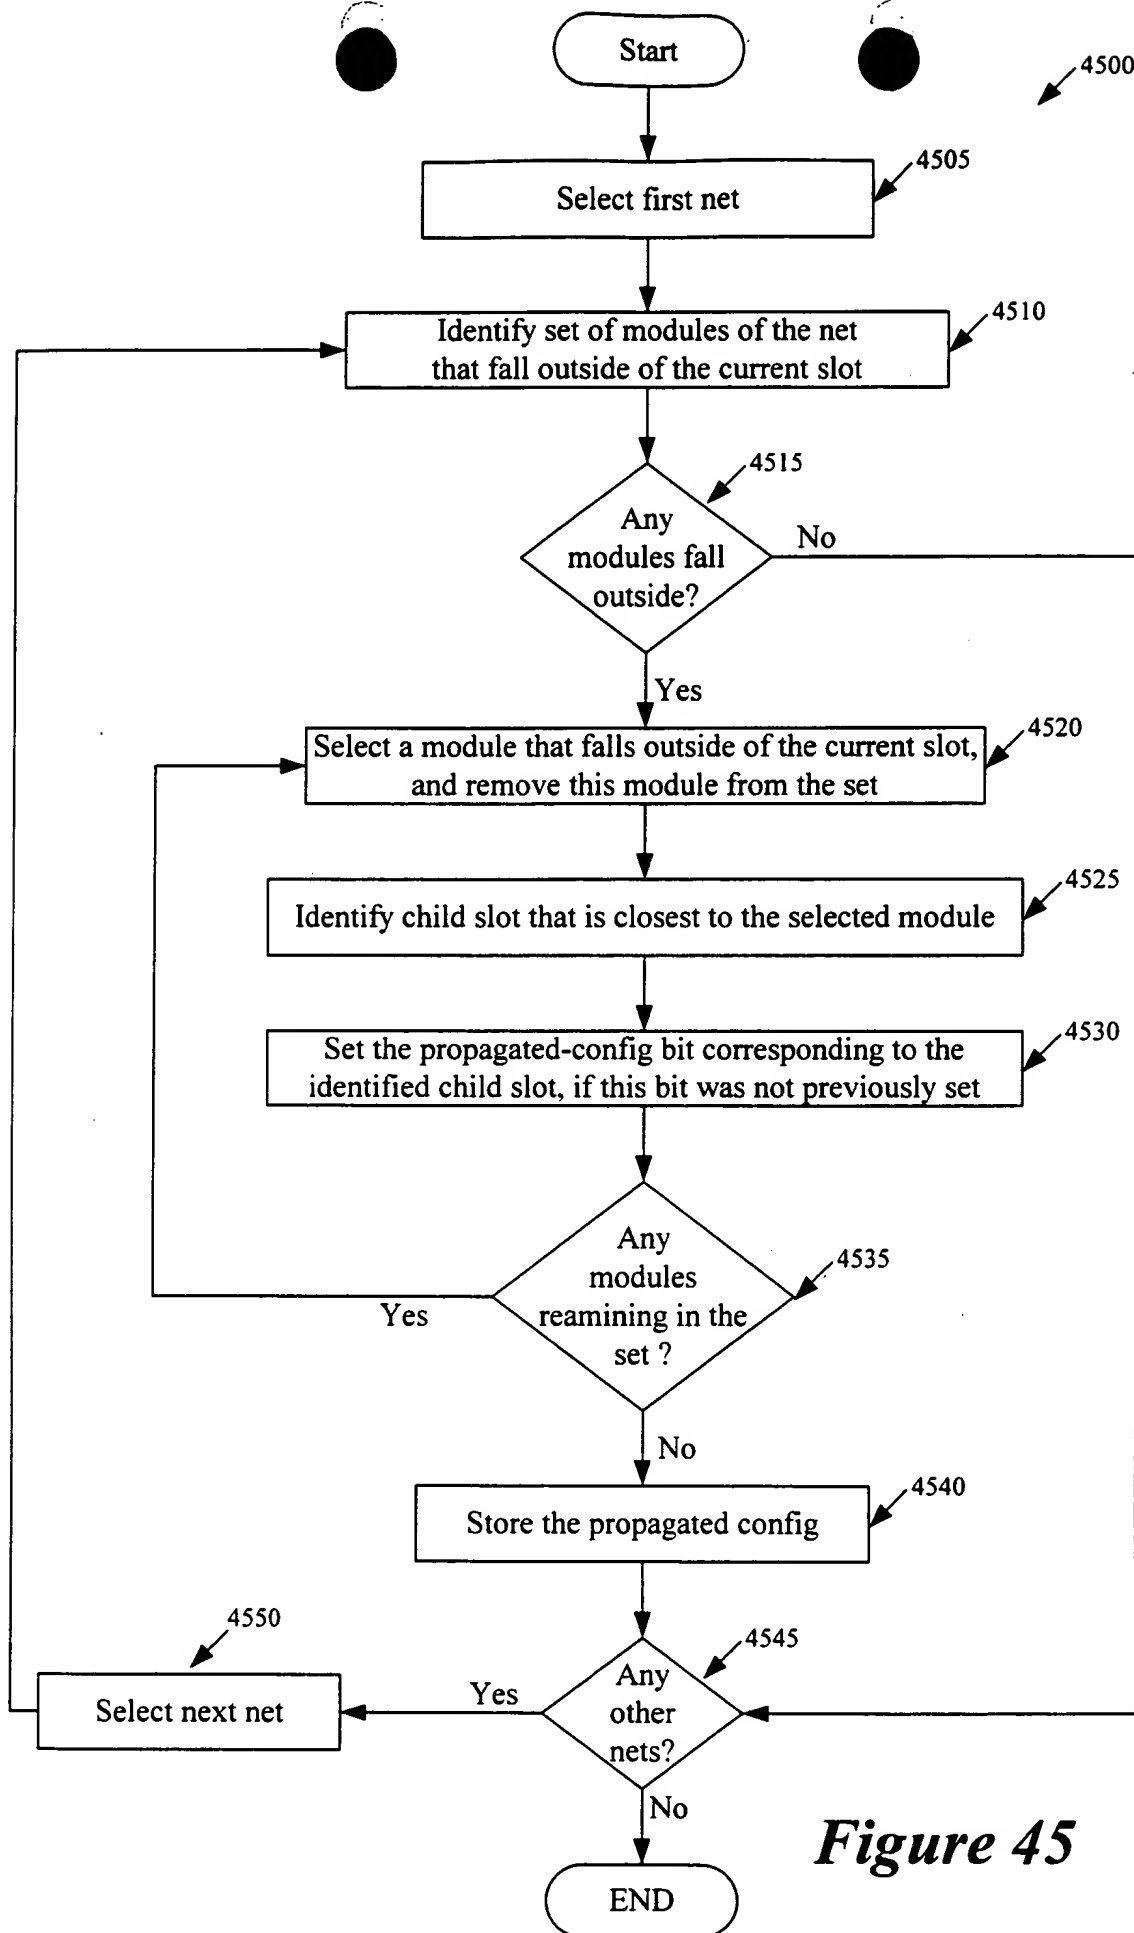 Start
4500
4505
Select first net
4510
Identify set of modules of the net
that fall outside of the current slot
4515
Any
modules fall
outside?
No
Yes
4520
Select a module that falls outside of the current slot,
and remove this module from the set
4525
Identify child slot that is closest to the selected module
4530
Set the propagated-config bit corresponding to the
identified child slot, if this bit was not previously set
4535
Any
modules
reamining in the
set ?
Yes
No
4540
Store the propagated config
4550
4545
Select next net
Yes
Any
other
nets?
No
Figure 45
END